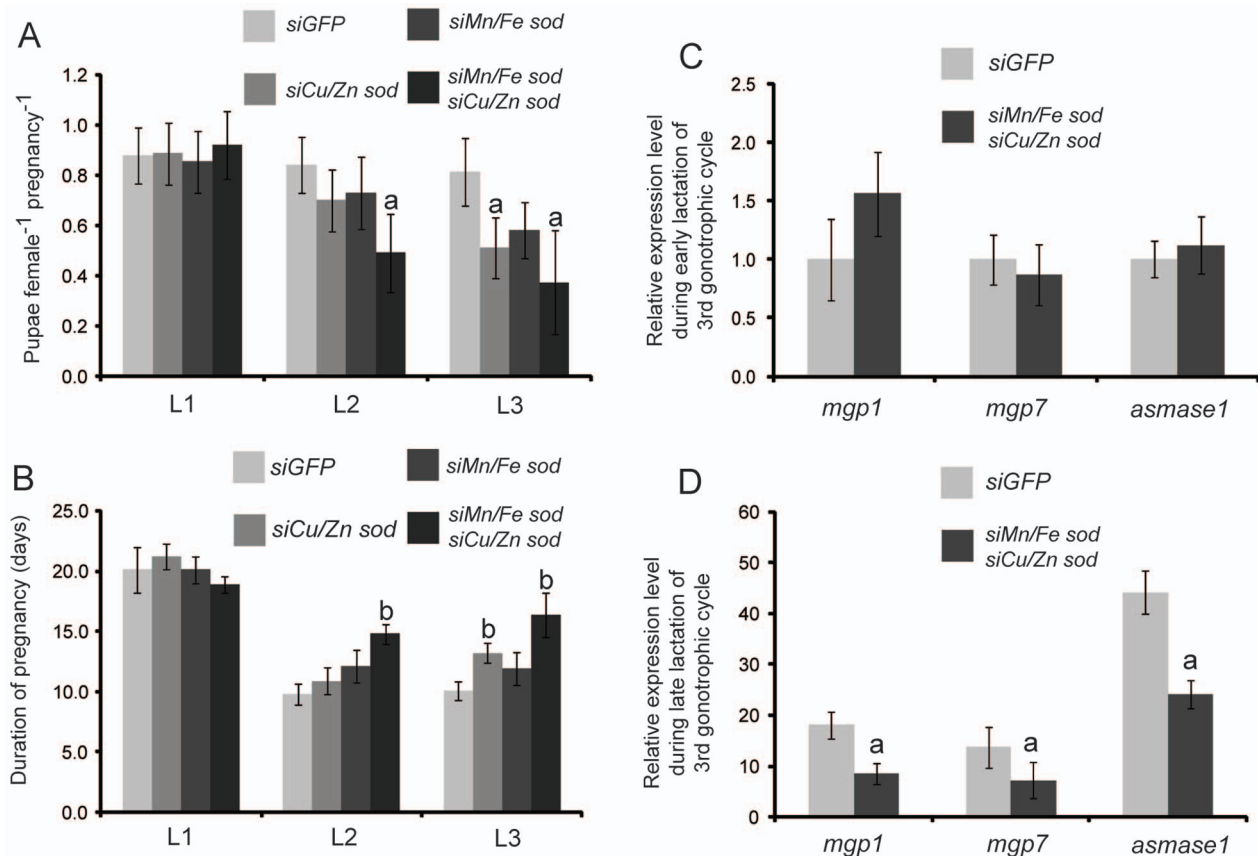 A
siGFP
siMn/Fe sod
siCu/Zn sod
siMn/Fe sod
siCu/Zn sod
Pupae female⁻¹ pregnancy⁻¹
1.2
1.0
0.8
0.6
0.4
0.2
0.0
a
a
a
L1
L2
L3
B
siGFP
siMn/Fe sod
siCu/Zn sod
siMn/Fe sod
siCu/Zn sod
Duration of pregnancy (days)
25.0
20.0
15.0
10.0
5.0
0.0
b
b
b
L1
L2
L3
C
siGFP
siMn/Fe sod
siCu/Zn sod
Relative expression level
during early lactation of
3rd gonotrophic cycle
2.5
2.0
1.5
1.0
0.5
0.0
mgp1
mgp7
asmase1
D
siGFP
siMn/Fe sod
siCu/Zn sod
Relative expression level
during late lactation of
3rd gonotrophic cycle
60
50
40
30
20
10
0
a
a
a
mgp1
mgp7
asmase1